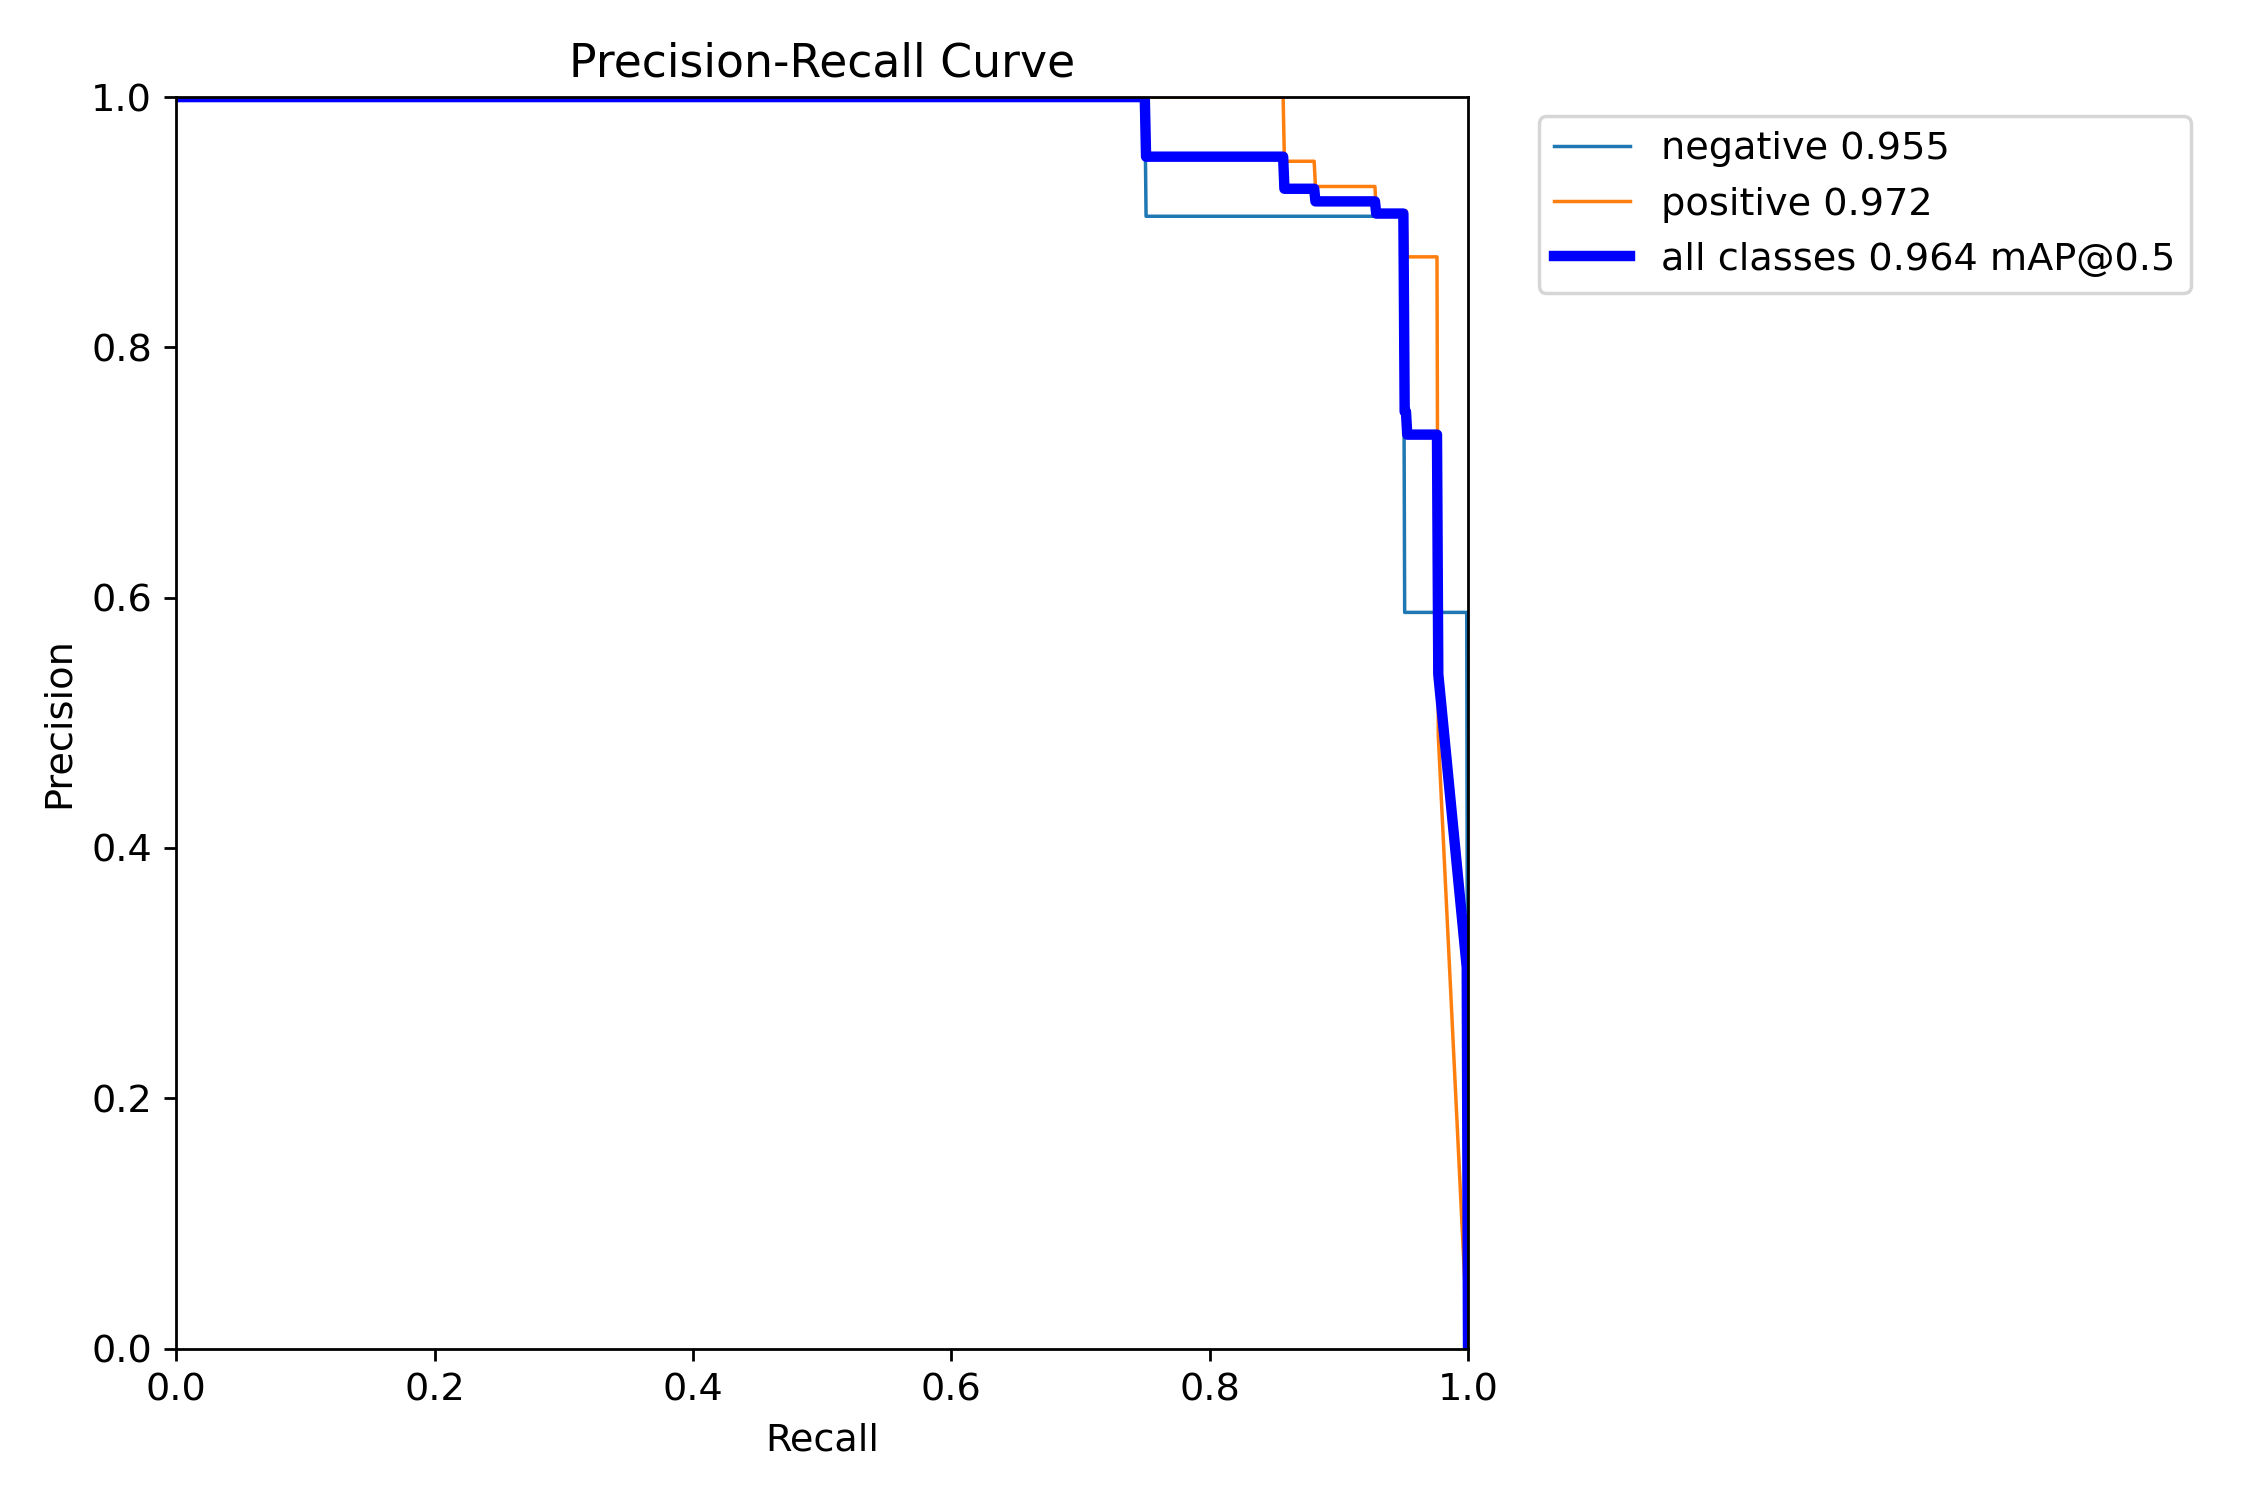 Precision-Recall Curve
1.0
0.8
0.6
0.4
0.2
0.0
Precision
0.0 0.2 0.4 0.6 0.8 1.0
Recall
negative 0.955
positive 0.972
all classes 0.964 mAP@0.5